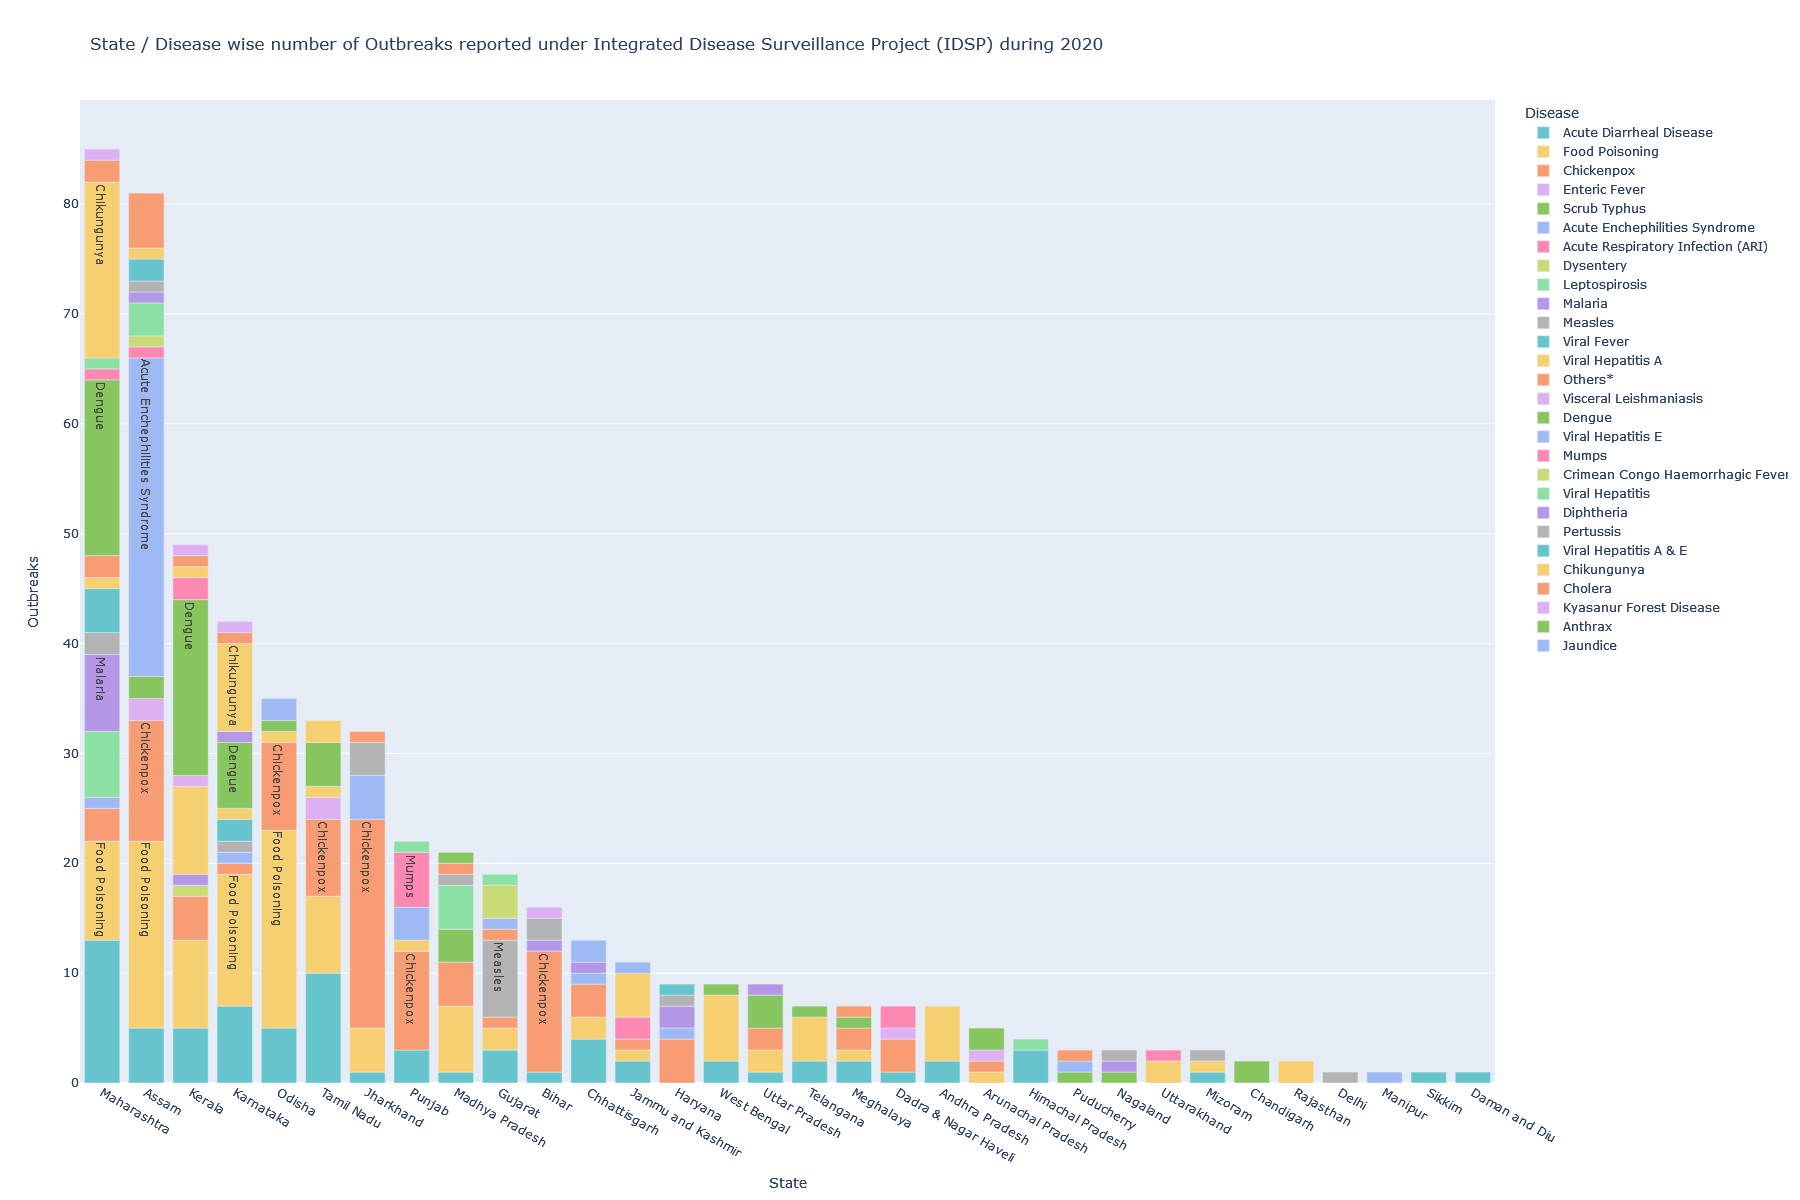 State / Disease wise number of Outbreaks reported under Integrated Disease Surveillance Project (IDSP) during 2020
Disease
Acute Diarrheal Disease
Food Poisoning
Chickenpox
Enteric Fever
Scrub Typhus
Acute Enchephilities Syndrome
Acute Respiratory Infection (ARI)
Dysentery
Leptospirosis
Malaria
Measles
Viral Fever
Viral Hepatitis A
Others*
Visceral Leishmaniasis
Dengue
Viral Hepatitis E
Mumps
Crimean Congo Haemorrhagic Fever
Viral Hepatitis
Diphtheria
Pertussis
Viral Hepatitis A & E
Chikungunya
Cholera
Kyasanur Forest Disease
Anthrax
Jaundice
Outbreaks
80
70
60
50
40
30
20
10
0
Chikungunya
Dengue
Malaria
Food Poisoning
Acute Enchephilities Syndrome
Chickenpox
Food Poisoning
Dengue
Chikungunya
Dengue
Food Poisoning
Chickenpox
Food Poisoning
Chickenpox
Chickenpox
Mumps
Chickenpox
Measles
Chickenpox
Maharashtra
Assam
Kerala
Karnataka
Odisha
Tamil Nadu
Jharkhand
Punjab
Madhya Pradesh
Gujarat
Bihar
Chhattisgarh
Jammu and Kashmir
Haryana
West Bengal
Uttar Pradesh
Telangana
Meghalaya
Dadra & Nagar Haveli
Andhra Pradesh
Arunachal Pradesh
Himachal Pradesh
Puduchery
Nagaland
Uttarakhand
Mizoram
Chandigarh
Rajasthan
Delhi
Manipur
Sikkim
Daman and Diu
State